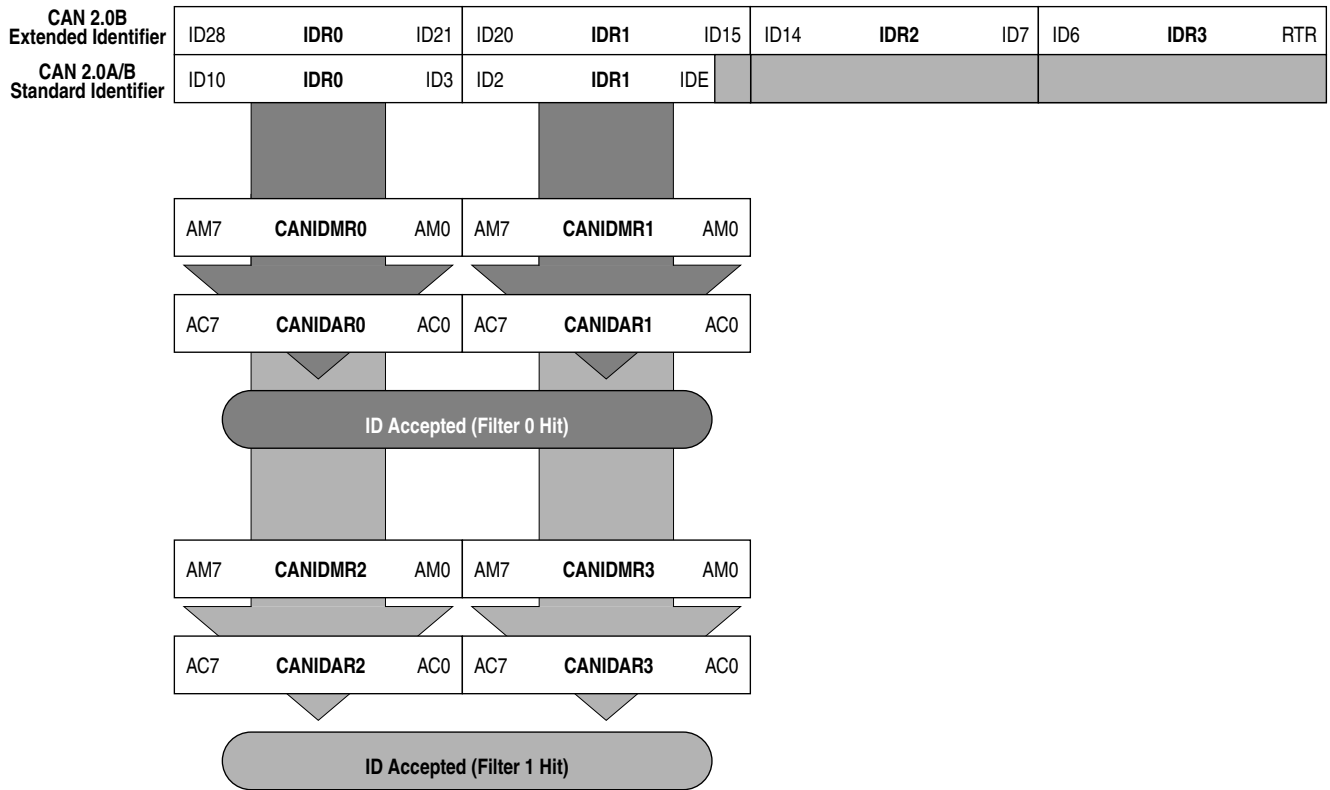 CAN 2.0B
Extended Identifier
ID28 IDR0 ID21 ID20 IDR1 ID15 ID14 IDR2 ID7 ID6 IDR3 RTR
CAN 2.0A/B
Standard Identifier
ID10 IDR0 ID3 ID2 IDR1 IDE
AM7 CANIDMR0 AM0 AM7 CANIDMR1 AM0
AC7 CANIDAR0 AC0 AC7 CANIDAR1 AC0
ID Accepted (Filter 0 Hit)
AM7 CANIDMR2 AM0 AM7 CANIDMR3 AM0
AC7 CANIDAR2 AC0 AC7 CANIDAR3 AC0
ID Accepted (Filter 1 Hit)